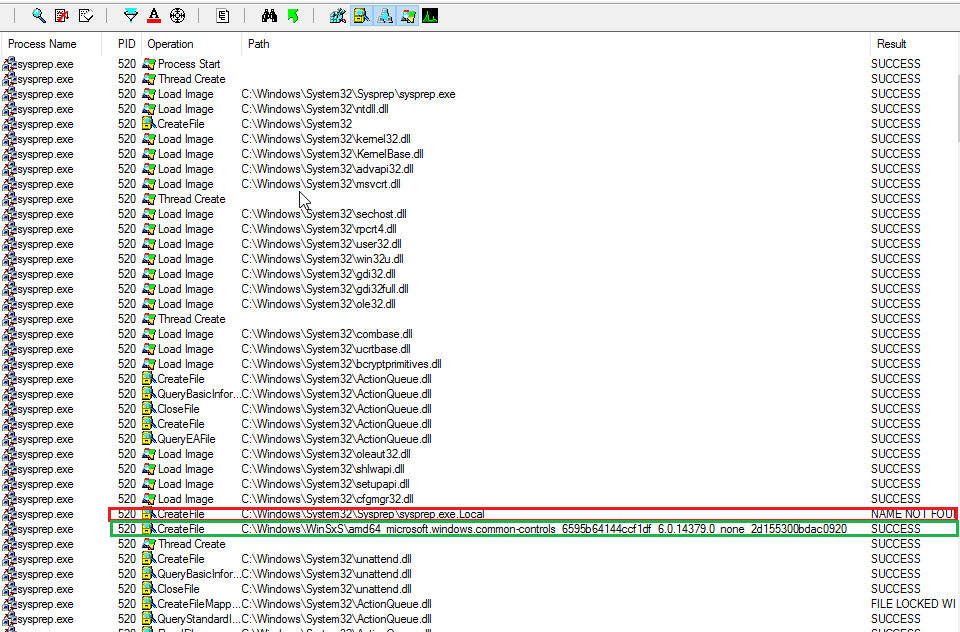 Process Name PID Operation Path Result
sysprep.exe 520 Process Start SUCCESS
sysprep.exe 520 Thread Create SUCCESS
sysprep.exe 520 Load Image C:\Windows\System32\Sysprep\sysprep.exe SUCCESS
sysprep.exe 520 Load Image C:\Windows\System32\ntdll.dll SUCCESS
sysprep.exe 520 CreateFile C:\Windows\System32 SUCCESS
sysprep.exe 520 Load Image C:\Windows\System32\kernel32.dll SUCCESS
sysprep.exe 520 Load Image C:\Windows\System32\KernelBase.dll SUCCESS
sysprep.exe 520 Load Image C:\Windows\System32\advapi32.dll SUCCESS
sysprep.exe 520 Load Image C:\Windows\System32\msvcrt.dll SUCCESS
sysprep.exe 520 Thread Create SUCCESS
sysprep.exe 520 Load Image C:\Windows\System32\sechost.dll SUCCESS
sysprep.exe 520 Load Image C:\Windows\System32\rpcrt4.dll SUCCESS
sysprep.exe 520 Load Image C:\Windows\System32\user32.dll SUCCESS
sysprep.exe 520 Load Image C:\Windows\System32\win32u.dll SUCCESS
sysprep.exe 520 Load Image C:\Windows\System32\gdi32.dll SUCCESS
sysprep.exe 520 Load Image C:\Windows\System32\gdi32full.dll SUCCESS
sysprep.exe 520 Load Image C:\Windows\System32\ole32.dll SUCCESS
sysprep.exe 520 Thread Create SUCCESS
sysprep.exe 520 Load Image C:\Windows\System32\combase.dll SUCCESS
sysprep.exe 520 Load Image C:\Windows\System32\ucrtbase.dll SUCCESS
sysprep.exe 520 Load Image C:\Windows\System32\bcryptprimitives.dll SUCCESS
sysprep.exe 520 CreateFile C:\Windows\System32\ActionQueue.dll SUCCESS
sysprep.exe 520 QueryBasicInfor... C:\Windows\System32\ActionQueue.dll SUCCESS
sysprep.exe 520 CloseFile C:\Windows\System32\ActionQueue.dll SUCCESS
sysprep.exe 520 CreateFile C:\Windows\System32\ActionQueue.dll SUCCESS
sysprep.exe 520 QueryEAFile C:\Windows\System32\ActionQueue.dll SUCCESS
sysprep.exe 520 Load Image C:\Windows\System32\oleaut32.dll SUCCESS
sysprep.exe 520 Load Image C:\Windows\System32\shlwapi.dll SUCCESS
sysprep.exe 520 Load Image C:\Windows\System32\setupapi.dll SUCCESS
sysprep.exe 520 Load Image C:\Windows\System32\cfgmgr32.dll SUCCESS
sysprep.exe 520 CreateFile C:\Windows\System32\Sysprep\sysprep.exe.Local NAME NOT FOU
sysprep.exe 520 CreateFile C:\Windows\WinSxS\amd64_microsoft.windows.common-controls_6595b64144ccf1df_6.0.14379.0_none_2d155300bdac0920 SUCCESS
sysprep.exe 520 Thread Create SUCCESS
sysprep.exe 520 CreateFile C:\Windows\System32\unattend.dll SUCCESS
sysprep.exe 520 QueryBasicInfor... C:\Windows\System32\unattend.dll SUCCESS
sysprep.exe 520 CloseFile C:\Windows\System32\unattend.dll SUCCESS
sysprep.exe 520 CreateFileMapp... C:\Windows\System32\ActionQueue.dll FILE LOCKED WI
sysprep.exe 520 QueryStandardI... C:\Windows\System32\ActionQueue.dll SUCCESS